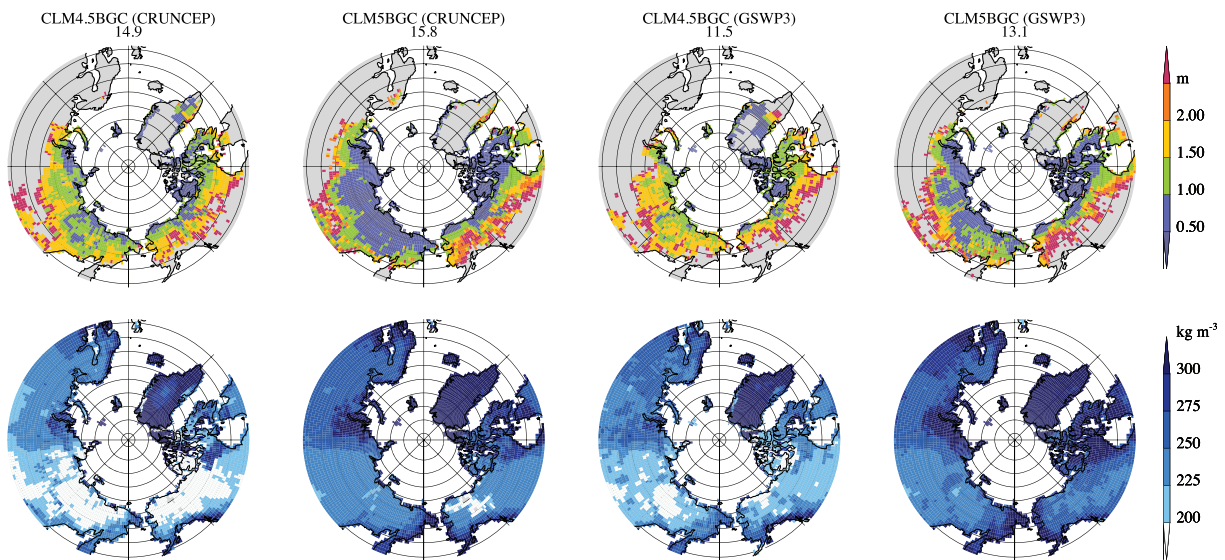 CLM4.5BGC (CRUNCEP)
14.9
CLM5BGC (CRUNCEP)
15.8
CLM4.5BGC (GSWP3)
11.5
CLM5BGC (GSWP3)
13.1
m
2.00
1.50
1.00
0.50
kg m⁻³
300
275
250
225
200